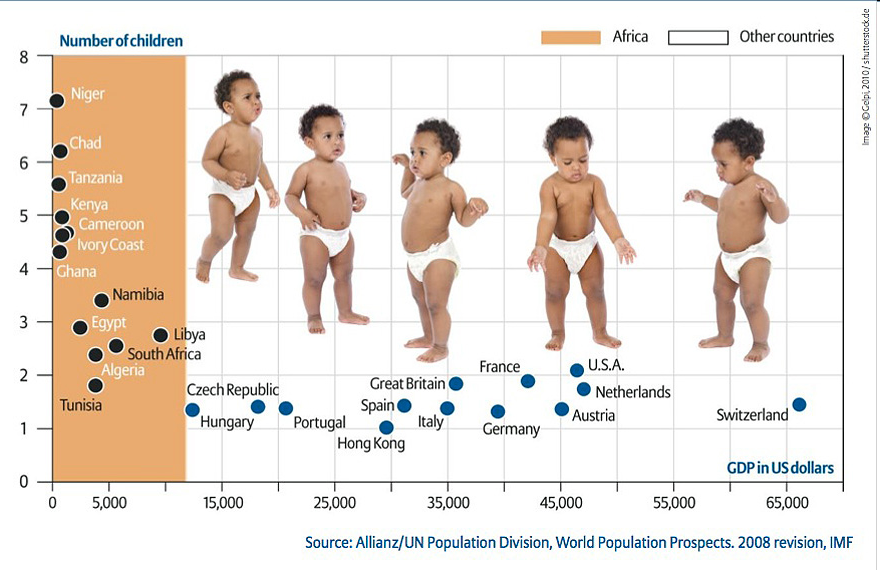 Number of children
Africa
Other countries
Image © Gelpi, 2010 / shutterstock.de
8
7
6
5
4
3
2
1
0
Niger
Chad
Tanzania
Kenya
Cameroon
Ivory Coast
Ghana
Namibia
Egypt
Libya
South Africa
Algeria
Tunisia
Czech Republic
Hungary
Portugal
Great Britain
Spain
Italy
Hong Kong
France
Germany
U.S.A.
Netherlands
Austria
Switzerland
GDP in US dollars
0 5,000 15,000 25,000 35,000 45,000 55,000 65,000
Source: Allianz/UN Population Division, World Population Prospects. 2008 revision, IMF